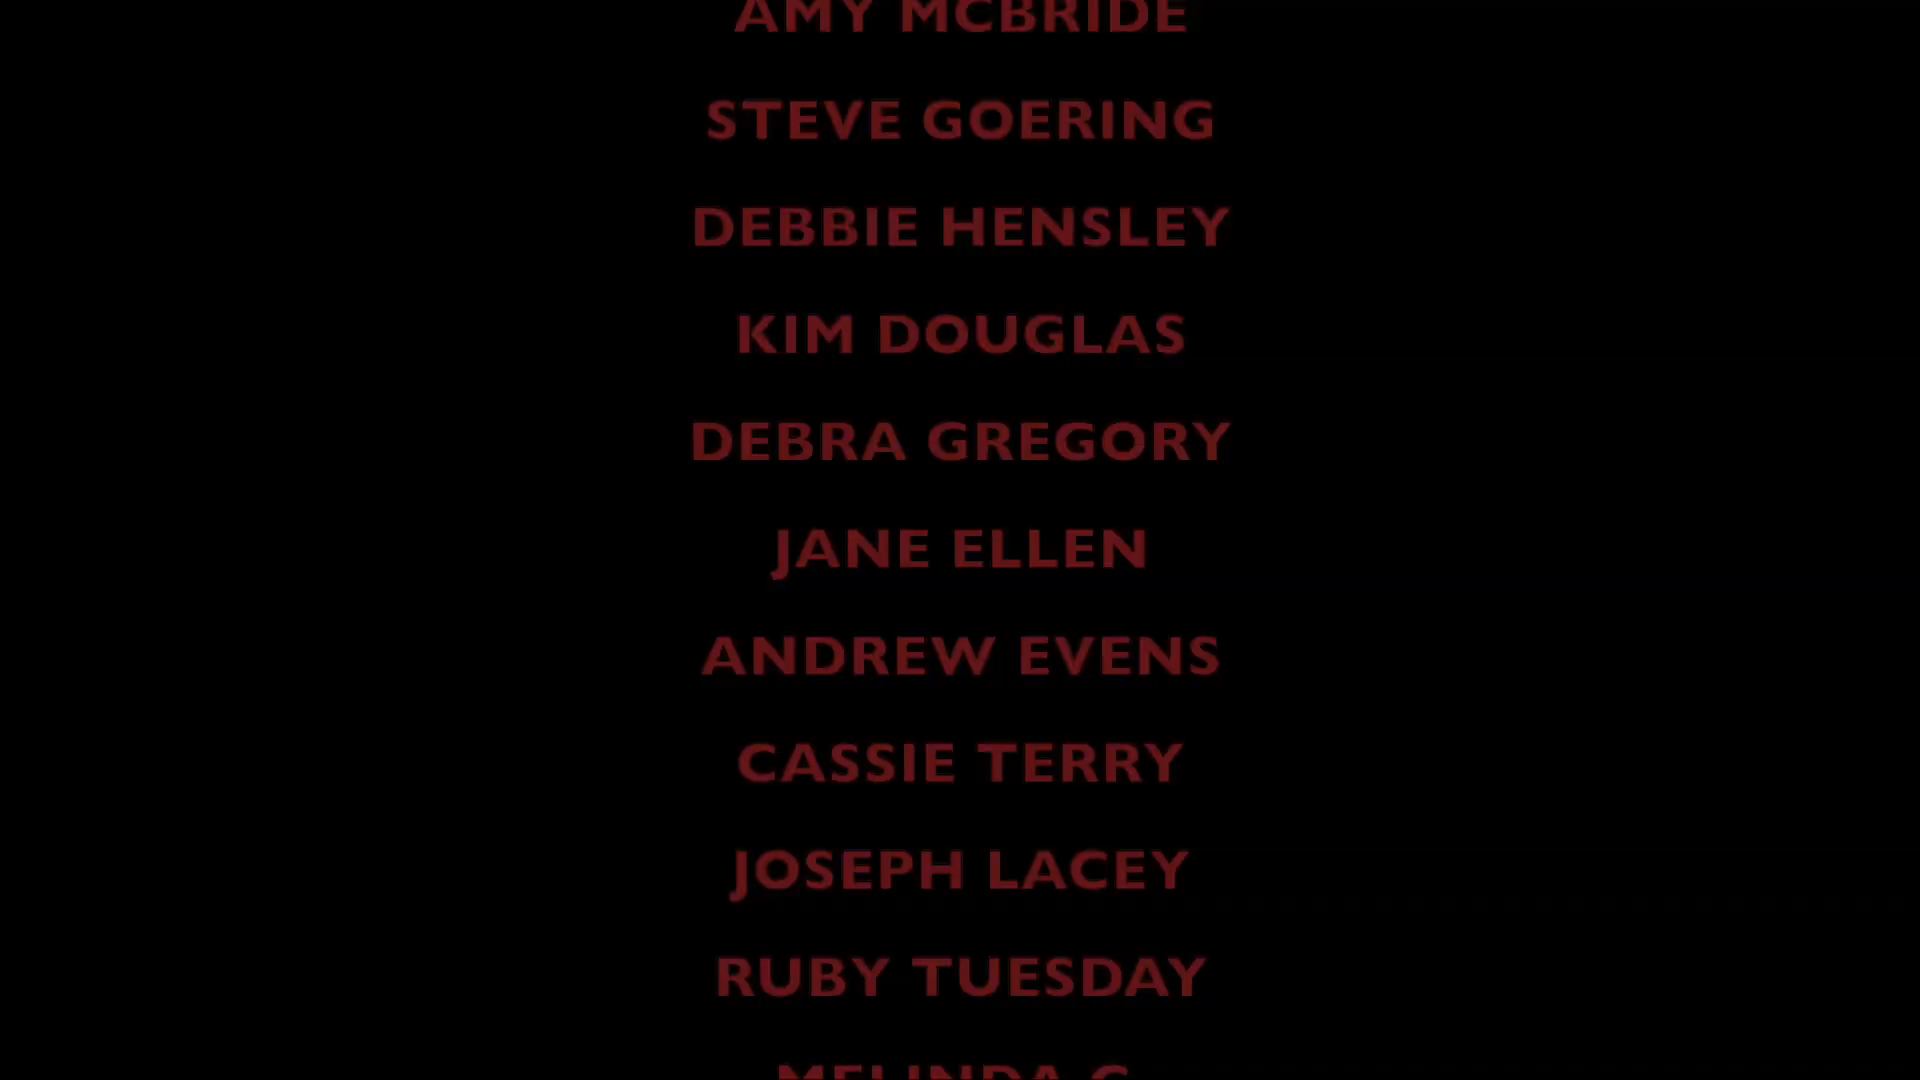 AMY MCBRIDE
STEVE GOERING
DEBBIE HENSLEY
KIM DOUGLAS
DEBRA GREGORY
JANE ELLEN
ANDREW EVENS
CASSIE TERRY
JOSEPH LACEY
RUBY TUESDAY
MELINDA